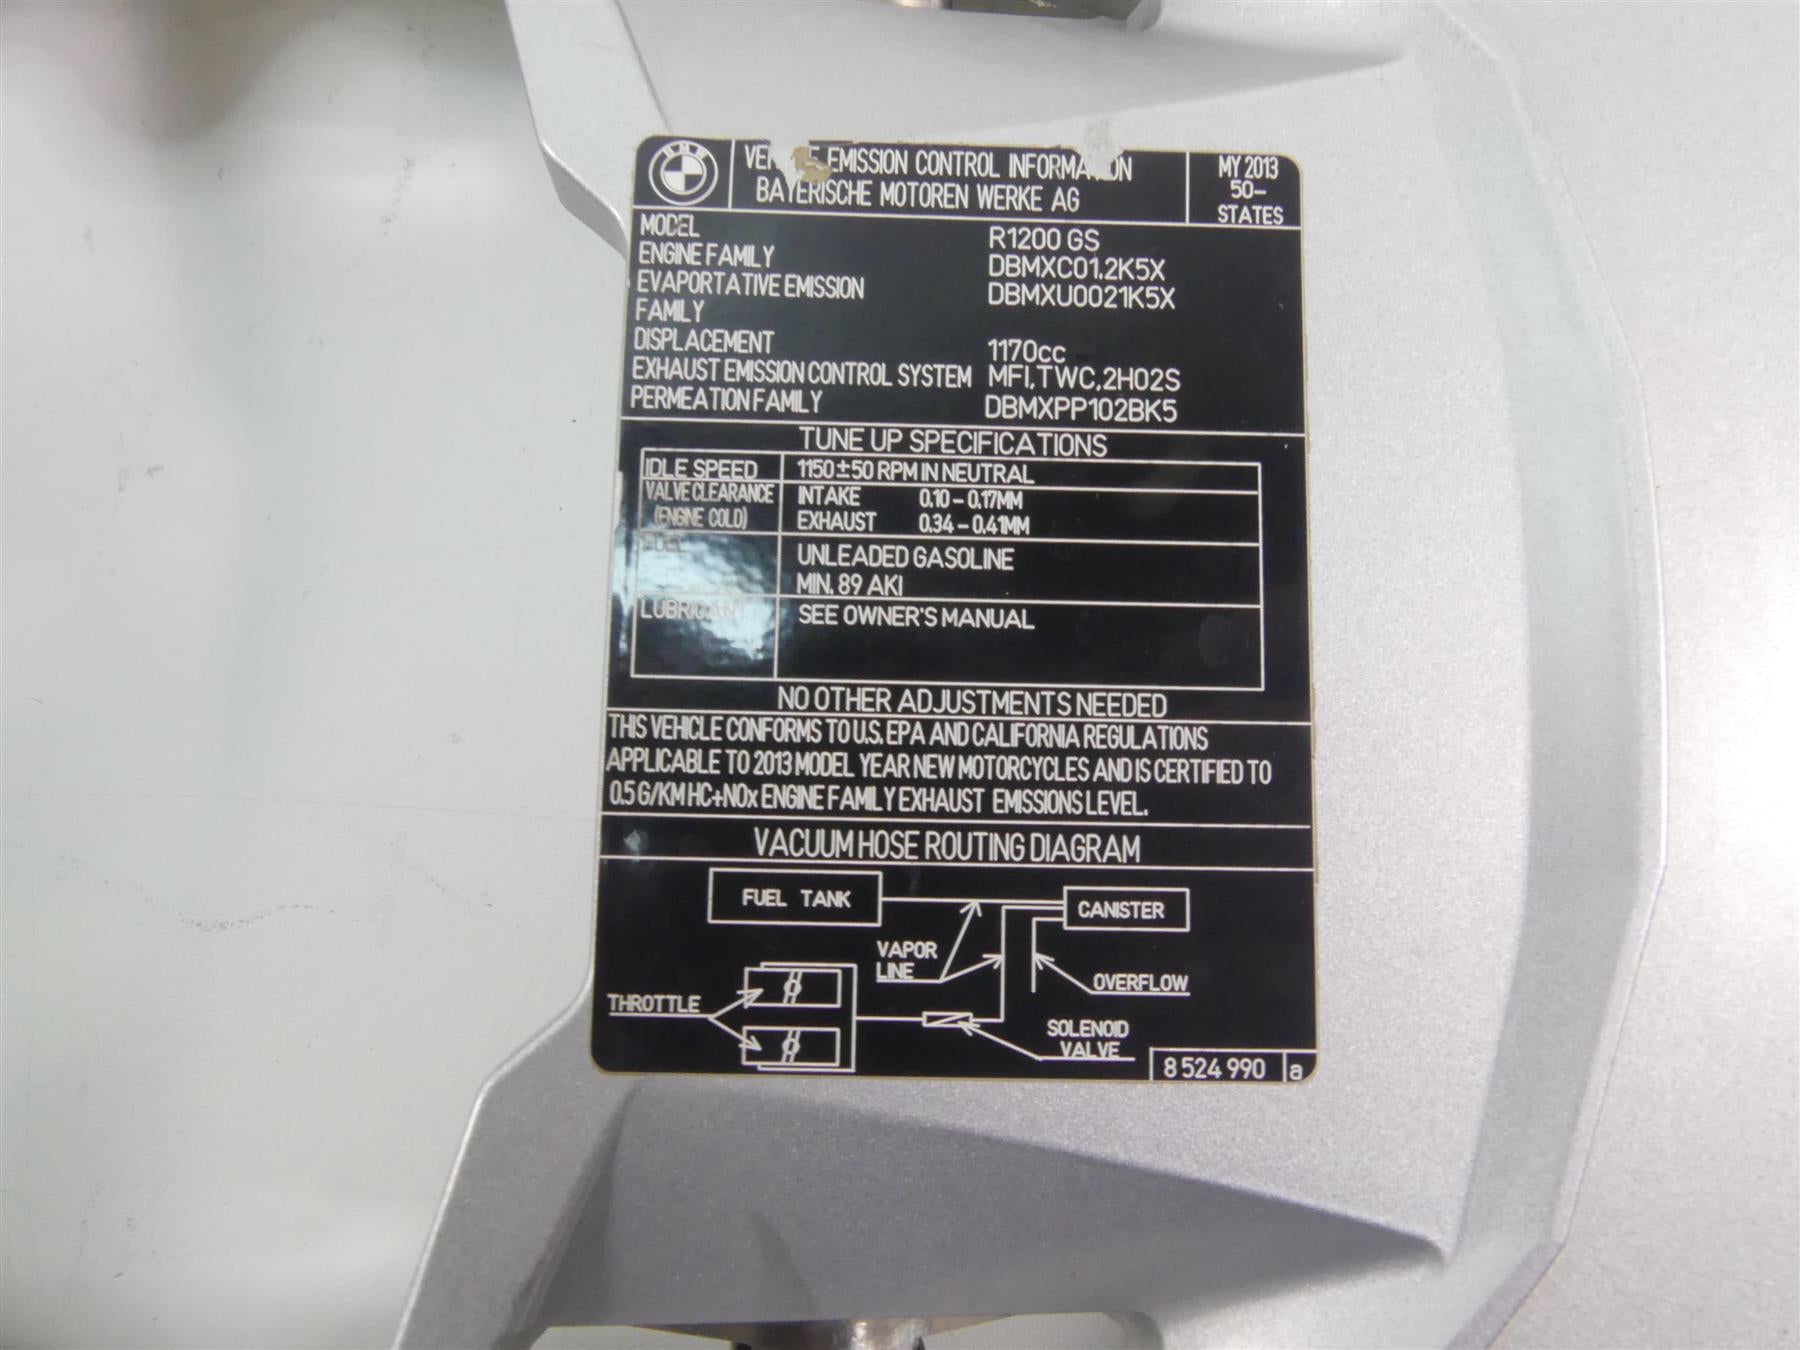 BMW
EMISSION CONTROL INFORMATION
BAYERISCHE MOTOREN WERKE AG
MY 2013
50-
STATES
MODEL R1200 GS
ENGINE FAMILY DBMXC01.2K5X
EVAPORTATIVE EMISSION DBMXU0021K5X
FAMILY
DISPLACEMENT 1170cc
EXHAUST EMISSION CONTROL SYSTEM MFI,TWC,2HO2S
PERMEATION FAMILY DBMXPP102BK5
TUNE UP SPECIFICATIONS
IDLE SPEED 1150±50 RPM IN NEUTRAL
VALVE CLEARANCE INTAKE 0.10 - 0.17MM
(ENGINE COLD) EXHAUST 0.34 - 0.41MM
FUEL UNLEADED GASOLINE
MIN. 89 AKI
LUBRICANT SEE OWNER'S MANUAL
NO OTHER ADJUSTMENTS NEEDED
THIS VEHICLE CONFORMS TO U.S. EPA AND CALIFORNIA REGULATIONS
APPLICABLE TO 2013 MODEL YEAR NEW MOTORCYCLES AND IS CERTIFIED TO
0.5 G/KM HC+NOx ENGINE FAMILY EXHAUST EMISSIONS LEVEL.
VACUUM HOSE ROUTING DIAGRAM
FUEL TANK
CANISTER
VAPOR
LINE
OVERFLOW
THROTTLE
SOLENOID
VALVE
8 524 990 a